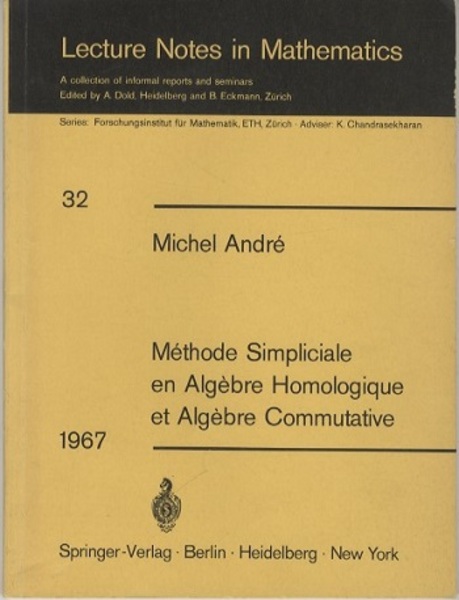 Lecture Notes in Mathematics
A collection of informal reports and seminars
Edited by A. Dold, Heidelberg and B. Eckmann, Zürich
Series: Forschungsinstitut für Mathematik, ETH, Zürich · Adviser: K. Chandrasekharan
32
Michel André
Méthode Simpliciale
en Algèbre Homologique
et Algèbre Commutative
1967
Springer-Verlag · Berlin · Heidelberg · New York